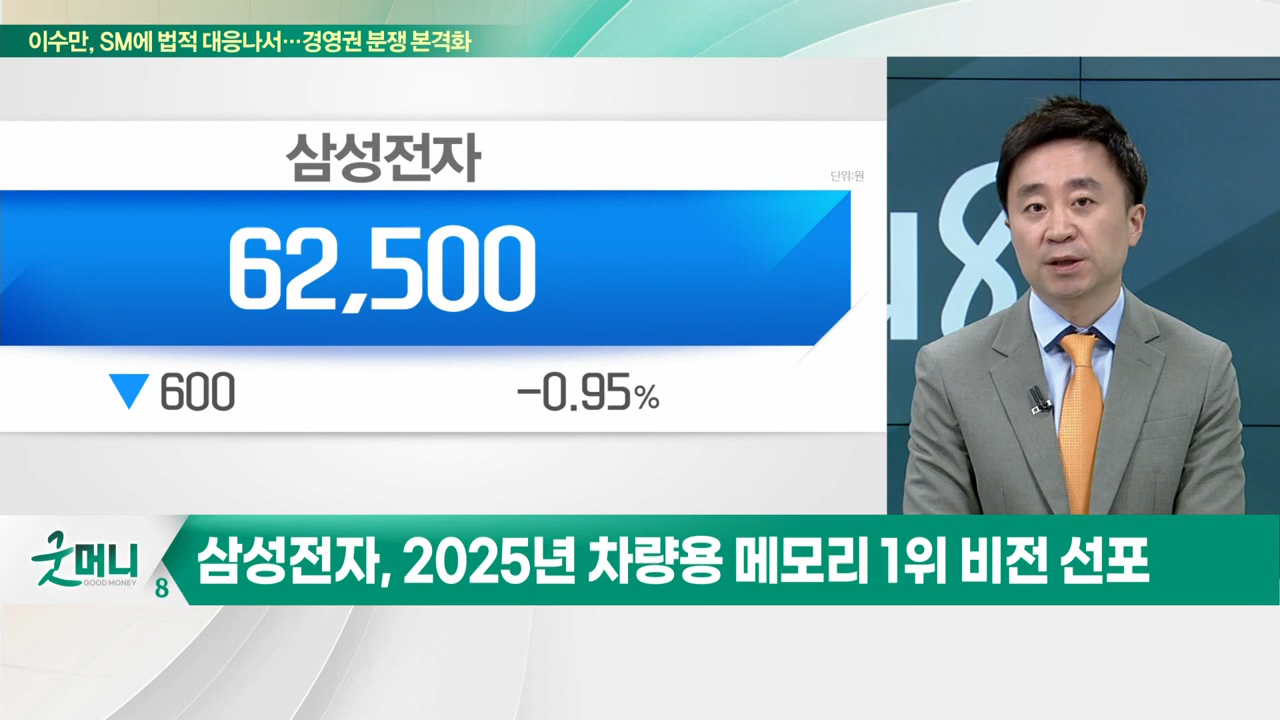 이수만, SM에 법적 대응나서…경영권 분쟁 본격화
삼성전자
단위:원
62,500
▼ 600 -0.95%
굿머니
GOOD MONEY
8
삼성전자, 2025년 차량용 메모리 1위 비전 선포
8